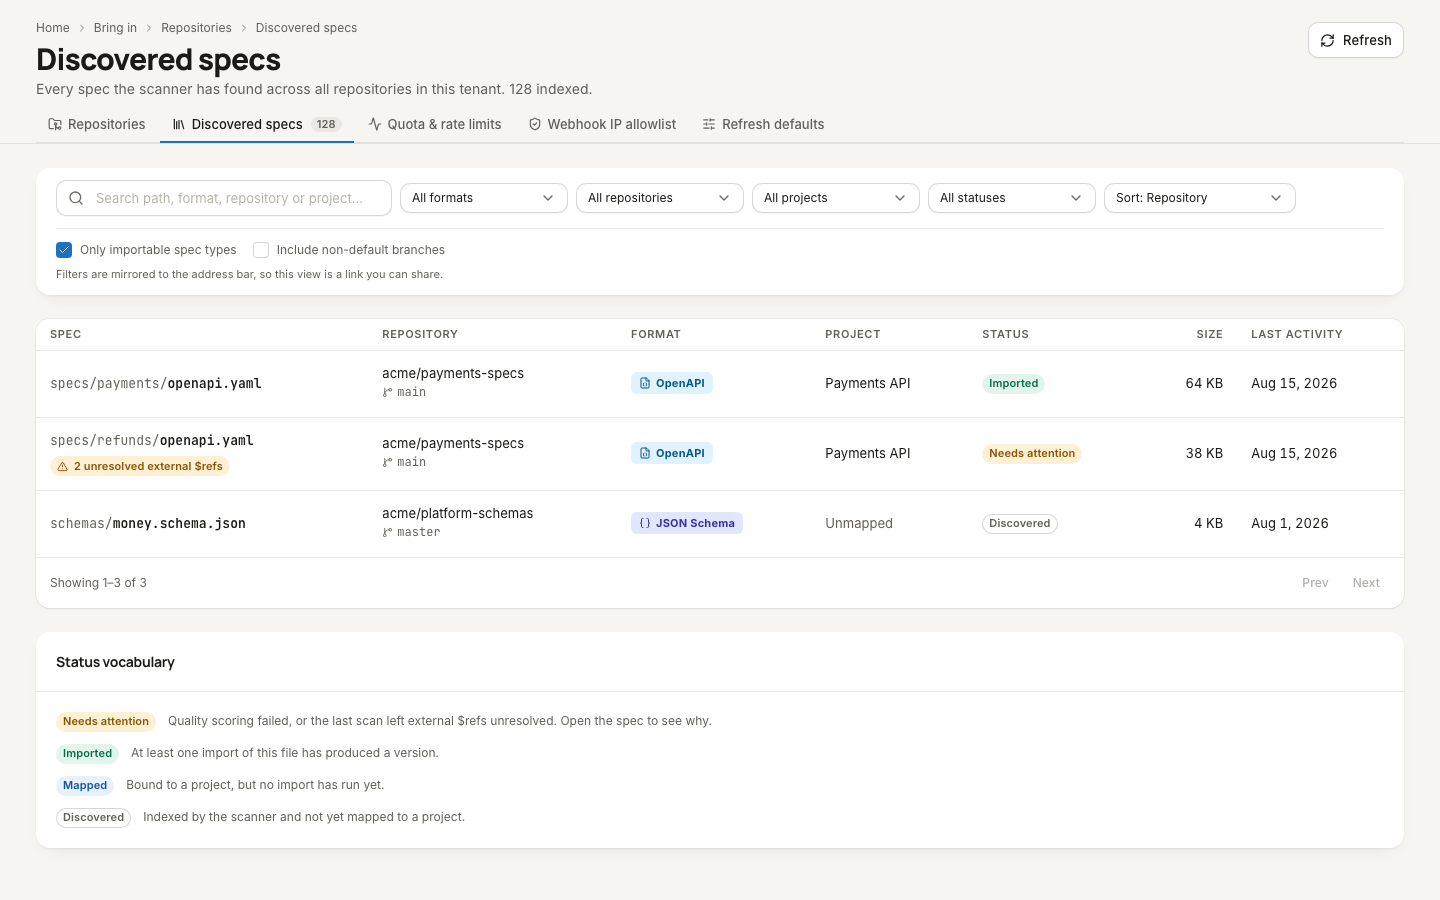 Home > Bring in > Repositories > Discovered specs
Discovered specs
Every spec the scanner has found across all repositories in this tenant. 128 indexed.
Refresh
Repositories Discovered specs 128 Quota & rate limits Webhook IP allowlist Refresh defaults
Search path, format, repository or project... All formats All repositories All projects All statuses Sort: Repository
Only importable spec types Include non-default branches
Filters are mirrored to the address bar, so this view is a link you can share.
SPEC REPOSITORY FORMAT PROJECT STATUS SIZE LAST ACTIVITY
specs/payments/openapi.yaml acme/payments-specs OpenAPI Payments API Imported 64 KB Aug 15, 2026
main
specs/refunds/openapi.yaml acme/payments-specs OpenAPI Payments API Needs attention 38 KB Aug 15, 2026
2 unresolved external $refs main
schemas/money.schema.json acme/platform-schemas {} JSON Schema Unmapped Discovered 4 KB Aug 1, 2026
master
Showing 1–3 of 3 Prev Next
Status vocabulary
Needs attention Quality scoring failed, or the last scan left external $refs unresolved. Open the spec to see why.
Imported At least one import of this file has produced a version.
Mapped Bound to a project, but no import has run yet.
Discovered Indexed by the scanner and not yet mapped to a project.